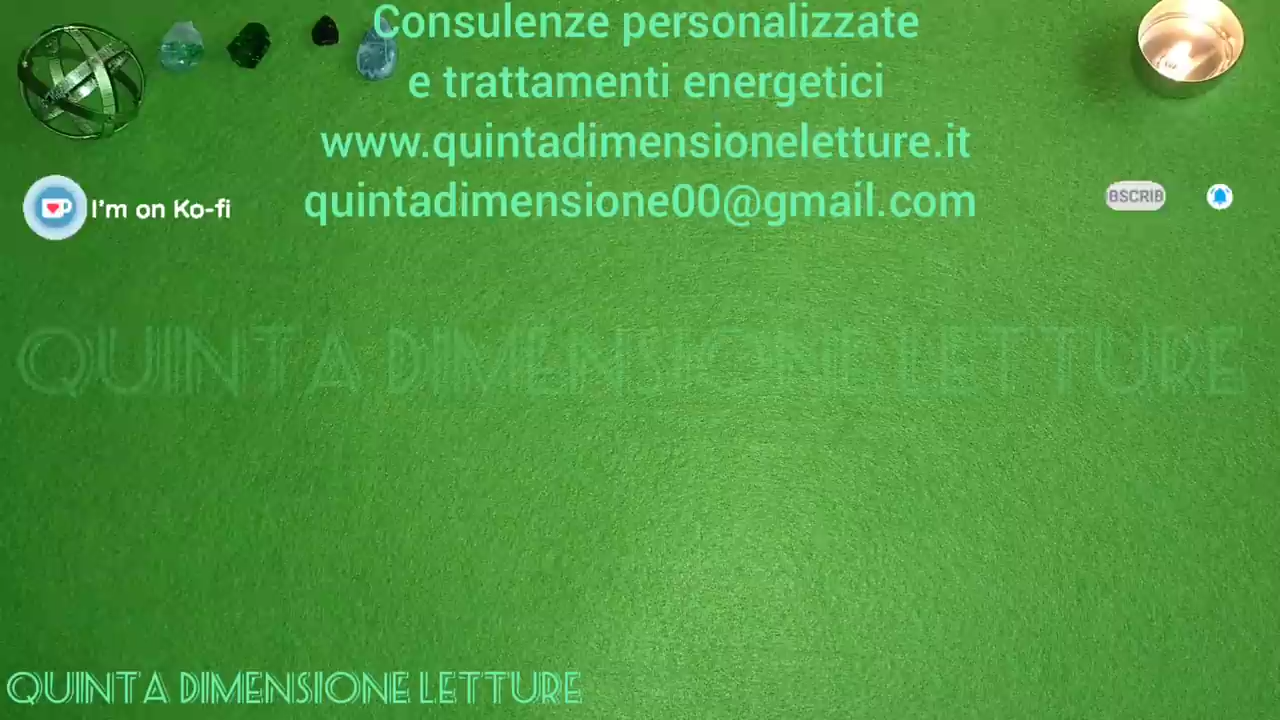 Consulenze personalizzate
e trattamenti energetici
www.quintadimensioneletture.it
quintadimensione00@gmail.com
I'm on Ko-fi
BSCRIB
QUINTA DIMENSIONE LETTURE
QUINTA DIMENSIONE LETTURE